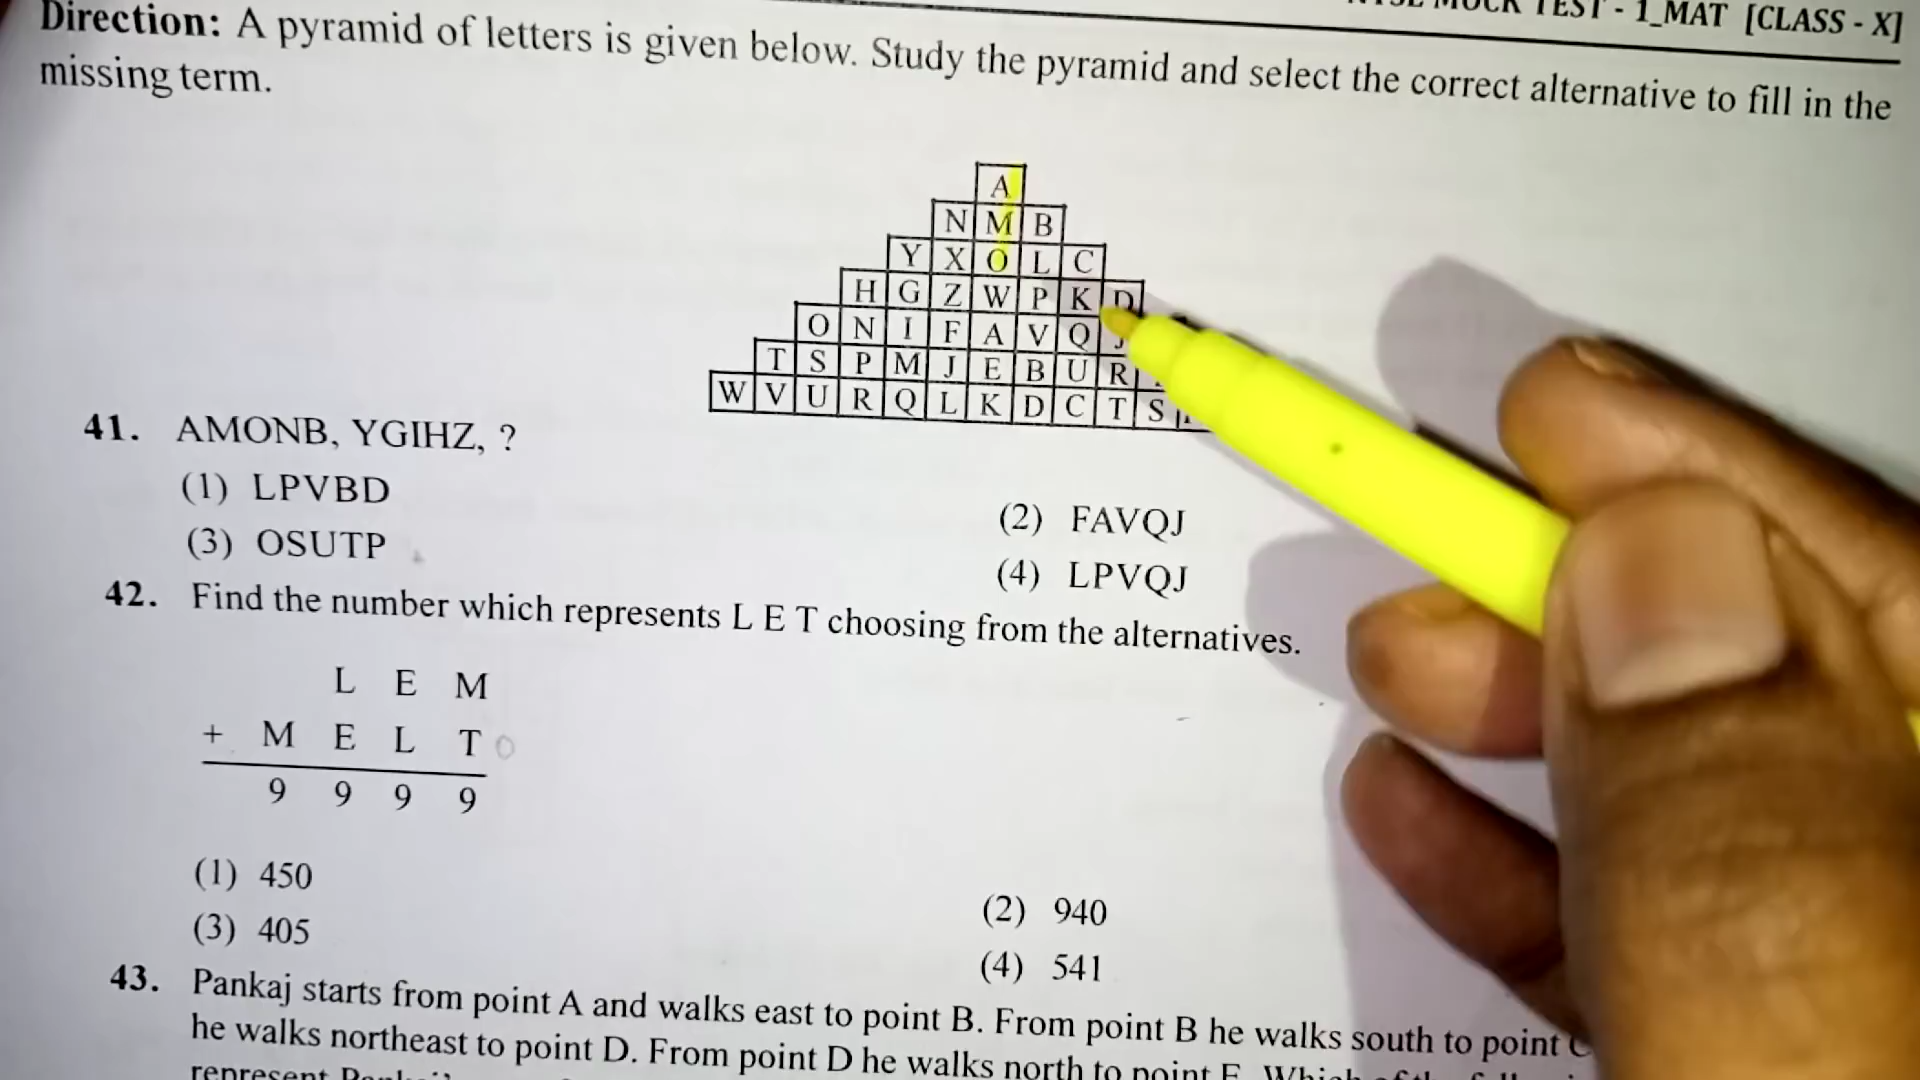 MOCK TEST - 1_MAT [CLASS - X]
Direction: A pyramid of letters is given below. Study the pyramid and select the correct alternative to fill in the
missing term.
A
N M B
Y X O L C
H G Z W P K D
O N I F A V Q J
T S P M J E B U R
W V U R Q L K D C T S
41. AMONB, YGIHZ, ?
(1) LPVBD
(2) FAVQJ
(3) OSUTP
(4) LPVQJ
42. Find the number which represents L E T choosing from the alternatives.
L E M
+ M E L T
9 9 9 9
(1) 450
(2) 940
(3) 405
(4) 541
43. Pankaj starts from point A and walks east to point B. From point B he walks south to point C
he walks northeast to point D. From point D he walks north to point E. Which of the
represent